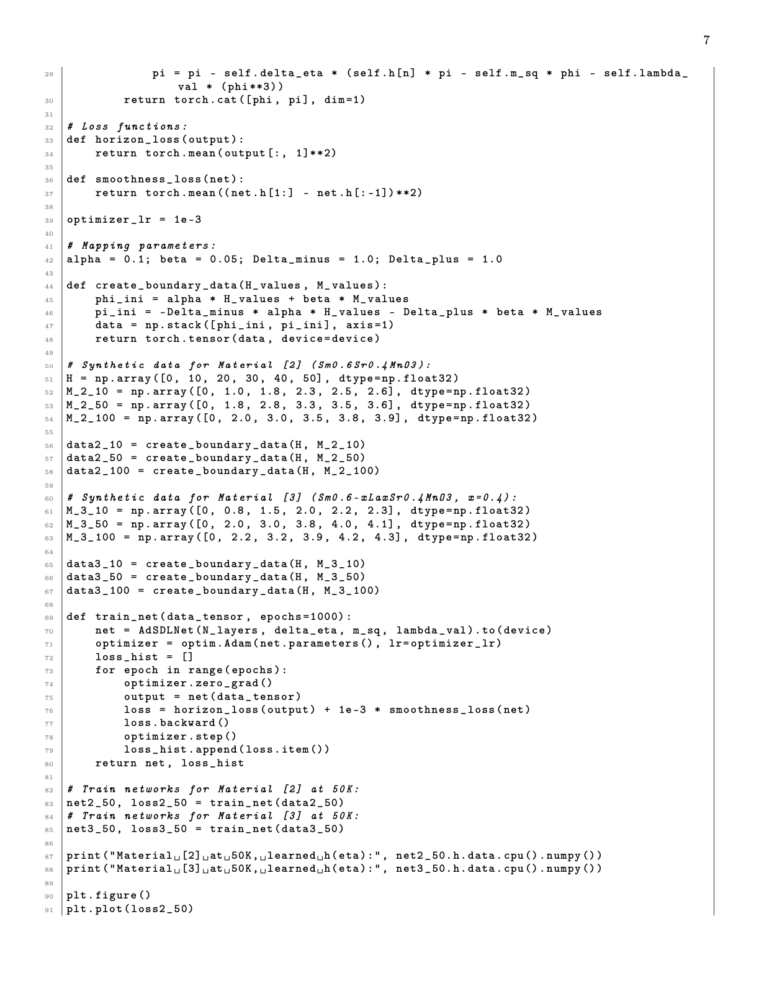 7
29 pi = pi - self.delta_eta * (self.h[n] * pi - self.m_sq * phi - self.lambda_
val * (phi**3))
30 return torch.cat([phi, pi], dim=1)
31
32 # Loss functions:
33 def horizon_loss(output):
34 return torch.mean(output[:, 1]**2)
35
36 def smoothness_loss(net):
37 return torch.mean((net.h[1:] - net.h[:-1])**2)
38
39 optimizer_lr = 1e-3
40
41 # Mapping parameters:
42 alpha = 0.1; beta = 0.05; Delta_minus = 1.0; Delta_plus = 1.0
43
44 def create_boundary_data(H_values, M_values):
45 phi_ini = alpha * H_values + beta * M_values
46 pi_ini = -Delta_minus * alpha * H_values - Delta_plus * beta * M_values
47 data = np.stack([phi_ini, pi_ini], axis=1)
48 return torch.tensor(data, device=device)
49
50 # Synthetic data for Material [2] (Sm0.6Sr0.4MnO3):
51 H = np.array([0, 10, 20, 30, 40, 50], dtype=np.float32)
52 M_2_10 = np.array([0, 1.0, 1.8, 2.3, 2.5, 2.6], dtype=np.float32)
53 M_2_50 = np.array([0, 1.8, 2.8, 3.3, 3.5, 3.6], dtype=np.float32)
54 M_2_100 = np.array([0, 2.0, 3.0, 3.5, 3.8, 3.9], dtype=np.float32)
55
56 data2_10 = create_boundary_data(H, M_2_10)
57 data2_50 = create_boundary_data(H, M_2_50)
58 data2_100 = create_boundary_data(H, M_2_100)
59
60 # Synthetic data for Material [3] (Sm0.6-xLaxSr0.4MnO3, x=0.4):
61 M_3_10 = np.array([0, 0.8, 1.5, 2.0, 2.2, 2.3], dtype=np.float32)
62 M_3_50 = np.array([0, 2.0, 3.0, 3.8, 4.0, 4.1], dtype=np.float32)
63 M_3_100 = np.array([0, 2.2, 3.2, 3.9, 4.2, 4.3], dtype=np.float32)
64
65 data3_10 = create_boundary_data(H, M_3_10)
66 data3_50 = create_boundary_data(H, M_3_50)
67 data3_100 = create_boundary_data(H, M_3_100)
68
69 def train_net(data_tensor, epochs=1000):
70 net = AdSDLNet(N_layers, delta_eta, m_sq, lambda_val).to(device)
71 optimizer = optim.Adam(net.parameters(), lr=optimizer_lr)
72 loss_hist = []
73 for epoch in range(epochs):
74 optimizer.zero_grad()
75 output = net(data_tensor)
76 loss = horizon_loss(output) + 1e-3 * smoothness_loss(net)
77 loss.backward()
78 optimizer.step()
79 loss_hist.append(loss.item())
80 return net, loss_hist
81
82 # Train networks for Material [2] at 50K:
83 net2_50, loss2_50 = train_net(data2_50)
84 # Train networks for Material [3] at 50K:
85 net3_50, loss3_50 = train_net(data3_50)
86
87 print("Material␣[2]␣at␣50K,␣learned␣h(eta):", net2_50.h.data.cpu().numpy())
88 print("Material␣[3]␣at␣50K,␣learned␣h(eta):", net3_50.h.data.cpu().numpy())
89
90 plt.figure()
91 plt.plot(loss2_50)